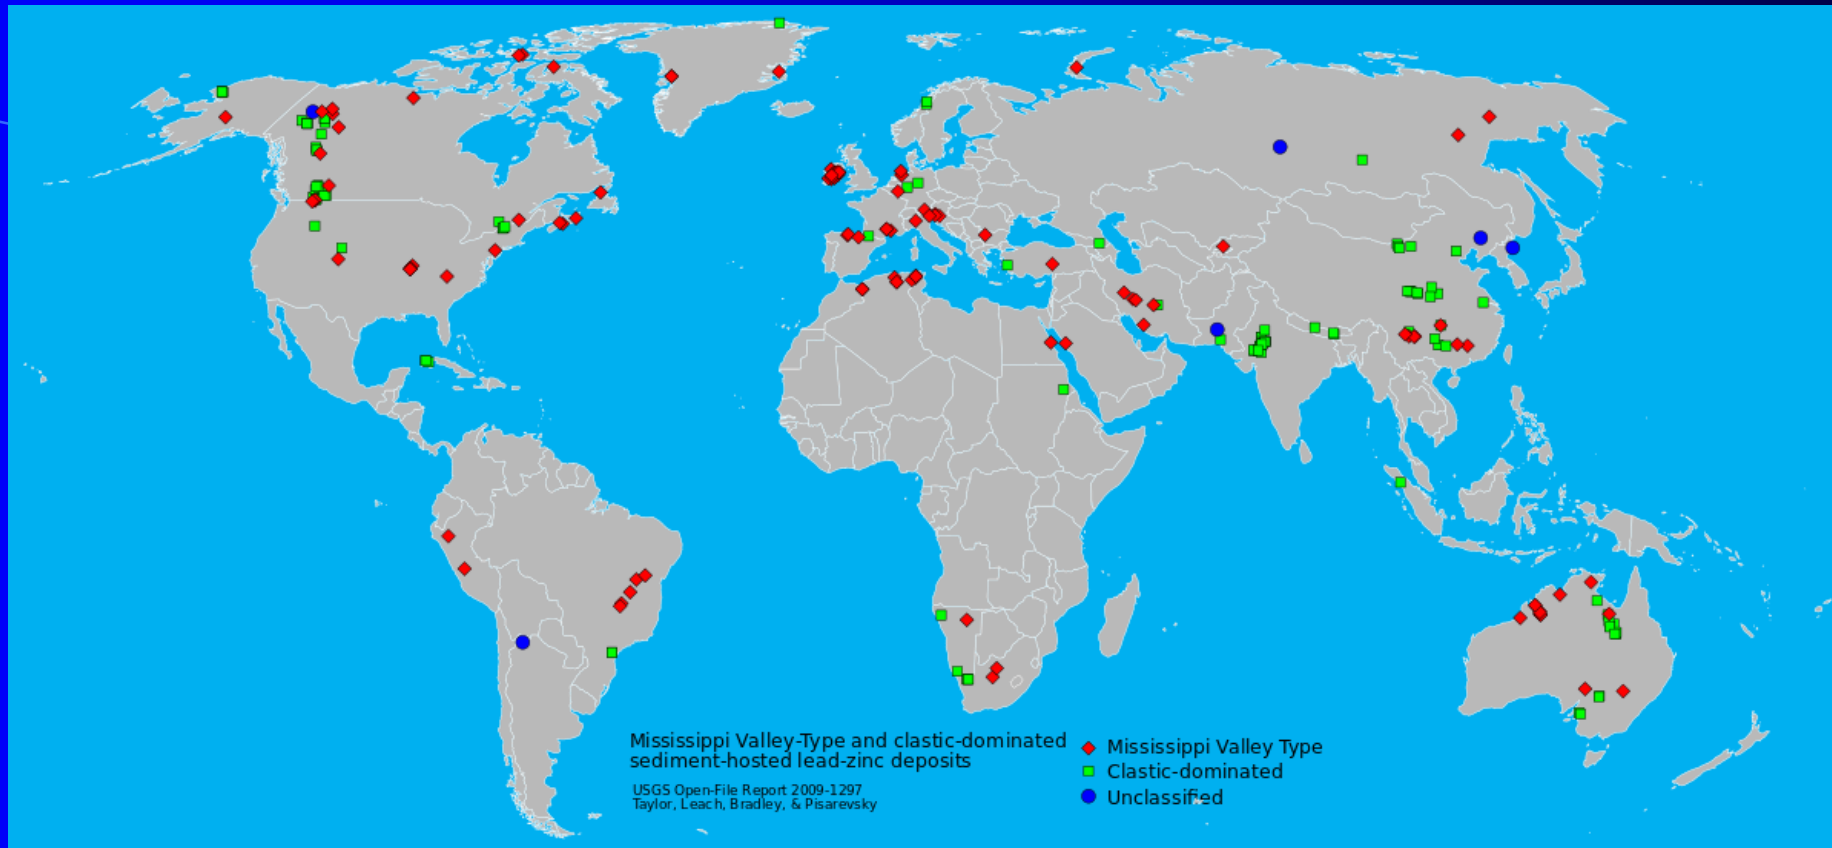 Mississippi Valley-Type and clastic-dominated
sediment-hosted lead-zinc deposits
USGS Open-File Report 2009-1297
Taylor, Leach, Bradley, & Pisarevsky
Mississippi Valley Type
Clastic-dominated
Unclassified